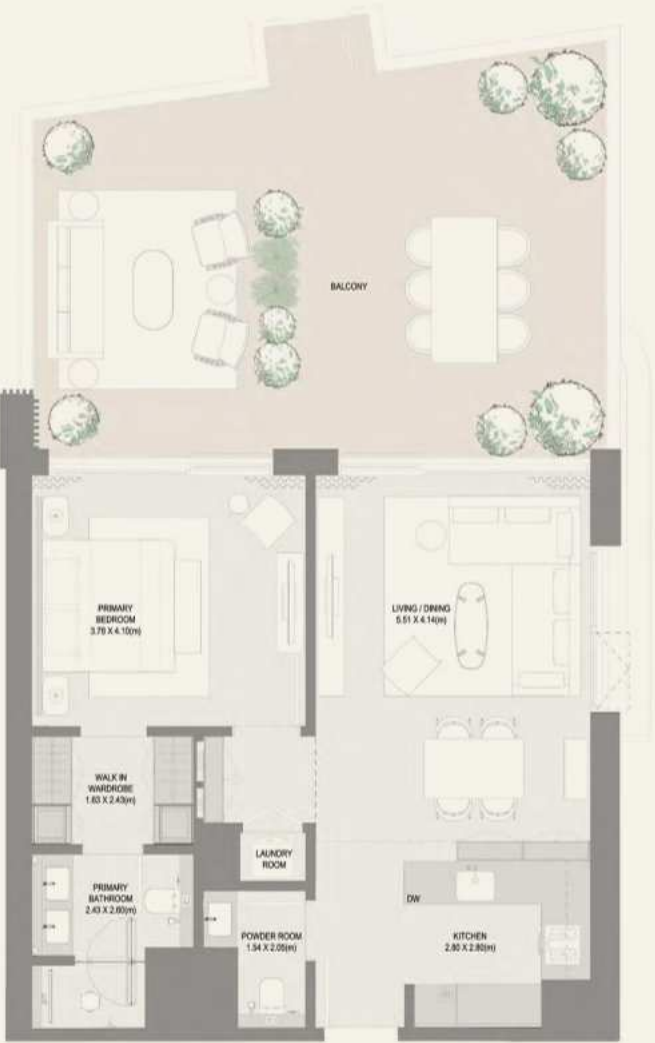 BALCONY
PRIMARY
BEDROOM
3.76 X 4.10(m)
LIVING / DINING
5.51 X 4.14(m)
WALK IN
WARDROBE
1.63 X 2.43(m)
LAUNDRY
ROOM
PRIMARY
BATHROOM
2.43 X 2.60(m)
DW
POWDER ROOM
1.54 X 2.05(m)
KITCHEN
2.80 X 2.80(m)